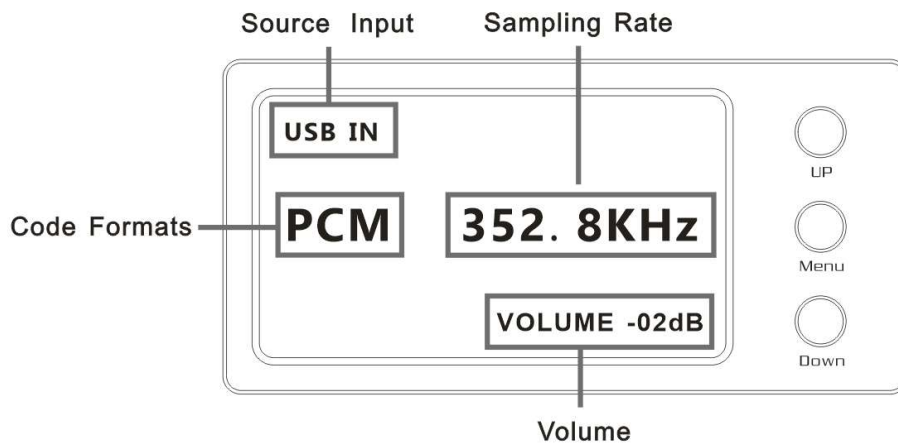 Source Input
Sampling Rate
USB IN
UP
Code Formats
PCM
352. 8KHz
Menu
VOLUME -02dB
Down
Volume